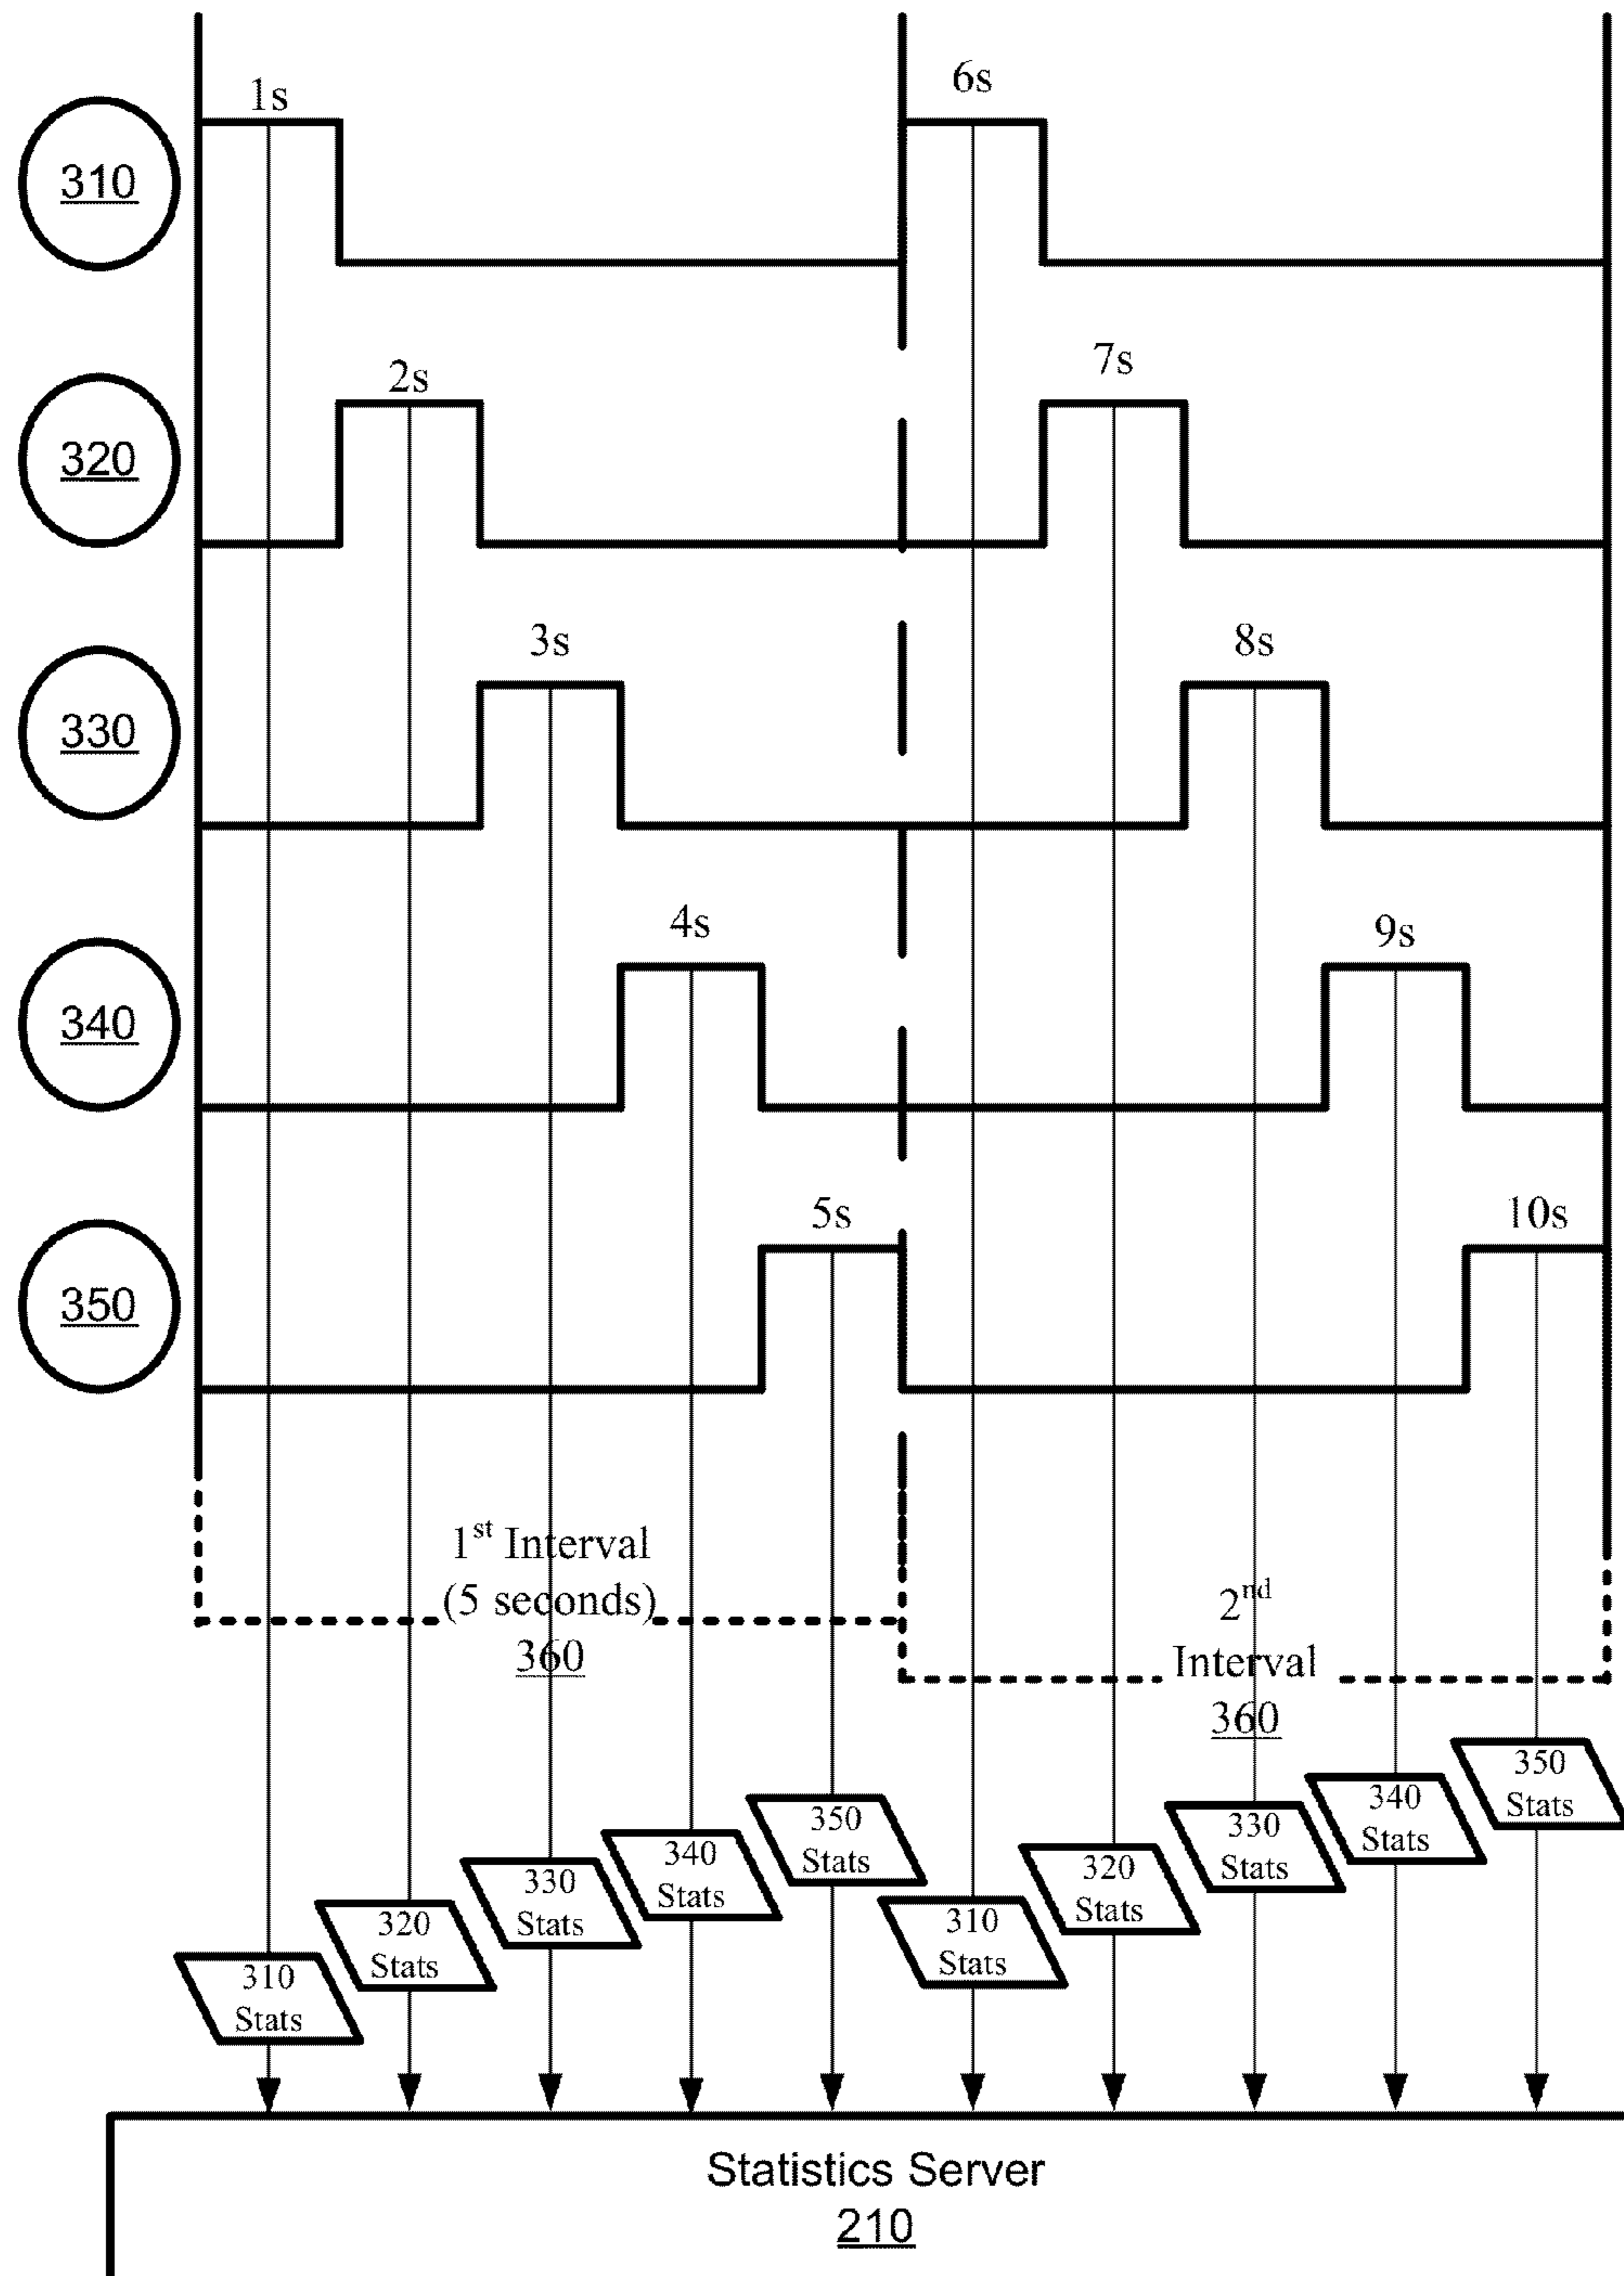 1s
6s
310
2s
7s
320
3s
8s
330
4s
9s
340
5s
10s
350
1st Interval
(5 seconds)
360
2nd
Interval
360
310
Stats
320
Stats
330
Stats
340
Stats
350
Stats
310
Stats
320
Stats
330
Stats
340
Stats
350
Stats
Statistics Server
210